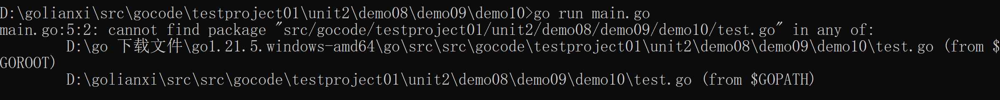 D:\golianxi\src\gocode\testproject01\unit2\demo08\demo09\demo10>go run main.go
main.go:5:2: cannot find package "src/gocode/testproject01/unit2/demo08/demo09/demo10/test.go" in any of:
D:\go 下载文件\go1.21.5.windows-amd64\go\src\src\gocode\testproject01\unit2\demo08\demo09\demo10\test.go (from $
GOROOT)
D:\golianxi\src\src\gocode\testproject01\unit2\demo08\demo09\demo10\test.go (from $GOPATH)